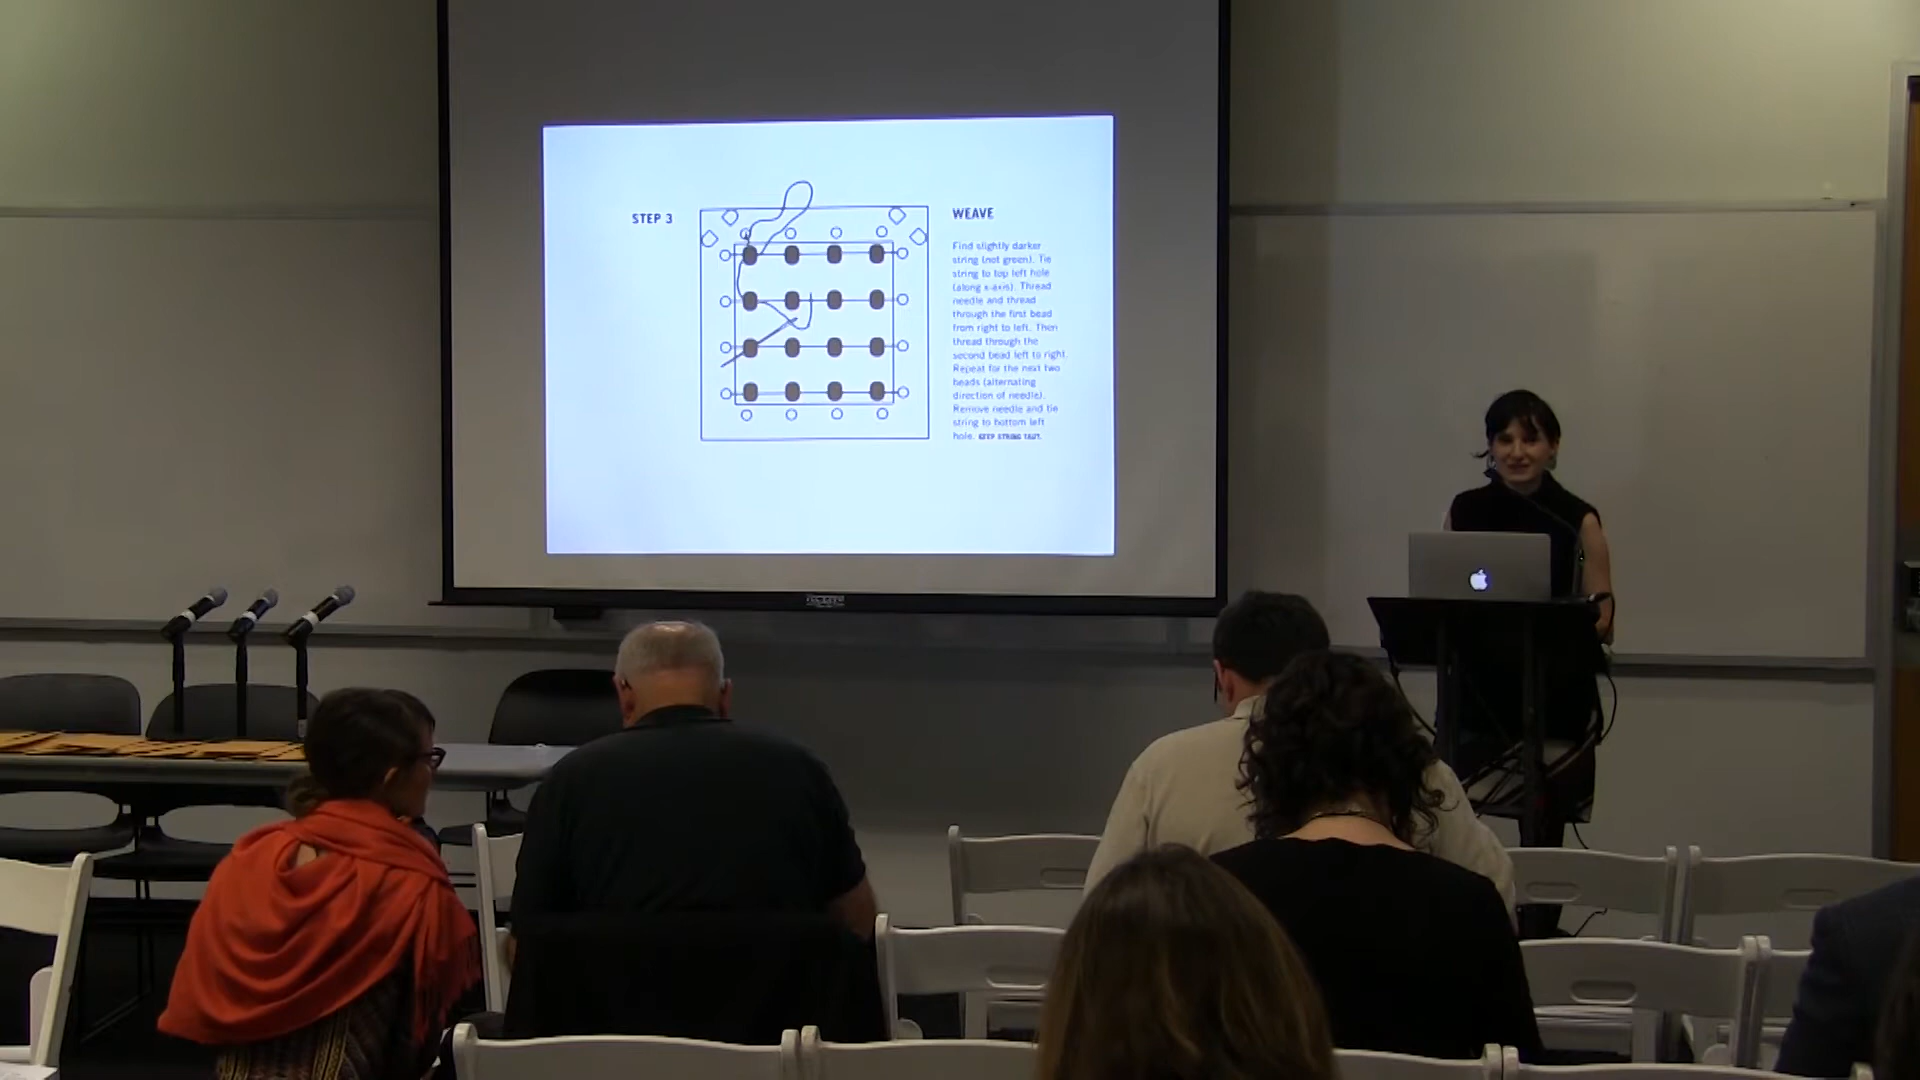 STEP 3
WEAVE
Find slightly darker
string (not green). Tie
string to top left hole
(along x-axis). Thread
needle and thread
through the first bead
from right to left. Then
thread through the
second bead left to right.
Repeat for the next two
beads (alternating
direction of needle).
Remove needle and tie
string to bottom left
hole. KEEP STRING TAUT.